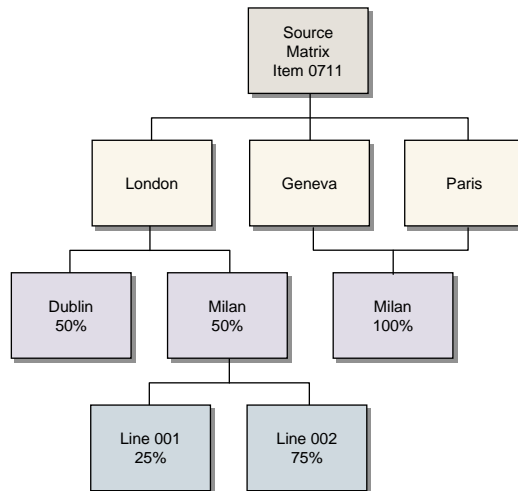 Source
Matrix
Item 0711
London
Geneva
Paris
Dublin
50%
Milan
50%
Milan
100%
Line 001
25%
Line 002
75%